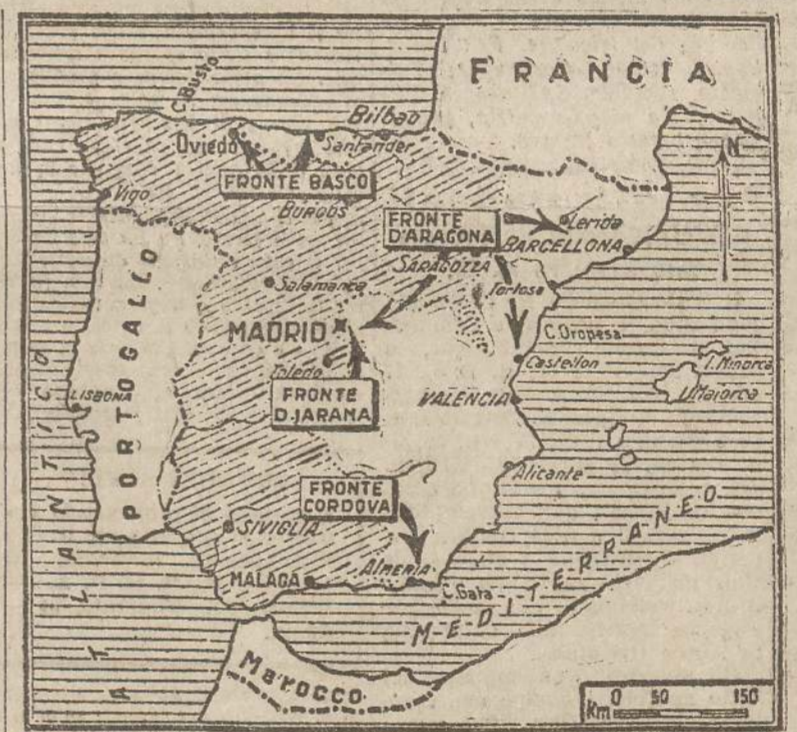 FRANCIA
C. Busto
Bilbao
Oviedo
Santander
N
FRONTE BASCO
Vigo
BURGOS
FRONTE
D'ARAGONA
Lerida
BARCELLONA
SARAGOZZA
Salamanca
Tortosa
MADRID
C. Oropesa
I. Minorca
Castellon
Toledo
I. Maiorca
FRONTE
D. JARAMA
VALENCIA
LISBONA
PORTOGALLO
ATLANTICO
Alicante
FRONTE
CORDOVA
SIVIGLIA
MEDITERRANEO
MALAGA
ALMERIA
C. Gata
MAROCCO
Km 0 50 150